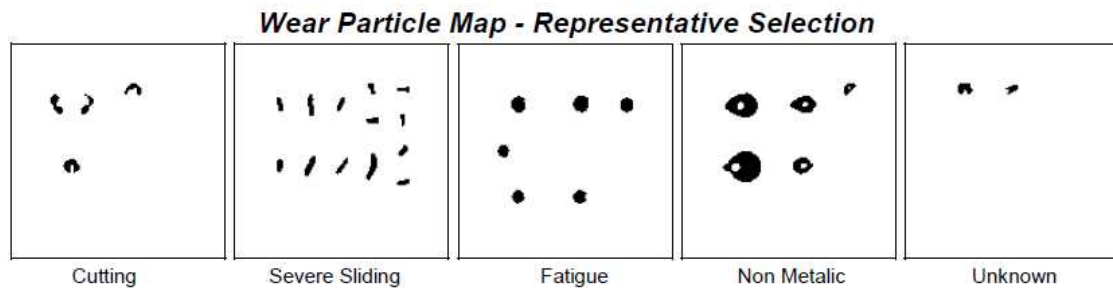 Wear Particle Map - Representative Selection
Cutting Severe Sliding Fatigue Non Metalic Unknown